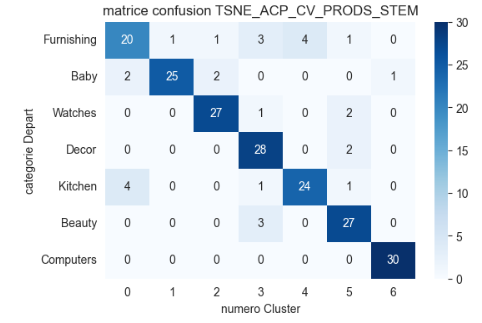 matrice confusion TSNE_ACP_CV_PRODS_STEM
categorie Depart
Furnishing 20 1 1 3 4 1 0
Baby 2 25 2 0 0 0 1
Watches 0 0 27 1 0 2 0
Decor 0 0 0 28 0 2 0
Kitchen 4 0 0 1 24 1 0
Beauty 0 0 0 3 0 27 0
Computers 0 0 0 0 0 0 30
0 1 2 3 4 5 6
numero Cluster
30
25
20
15
10
5
0